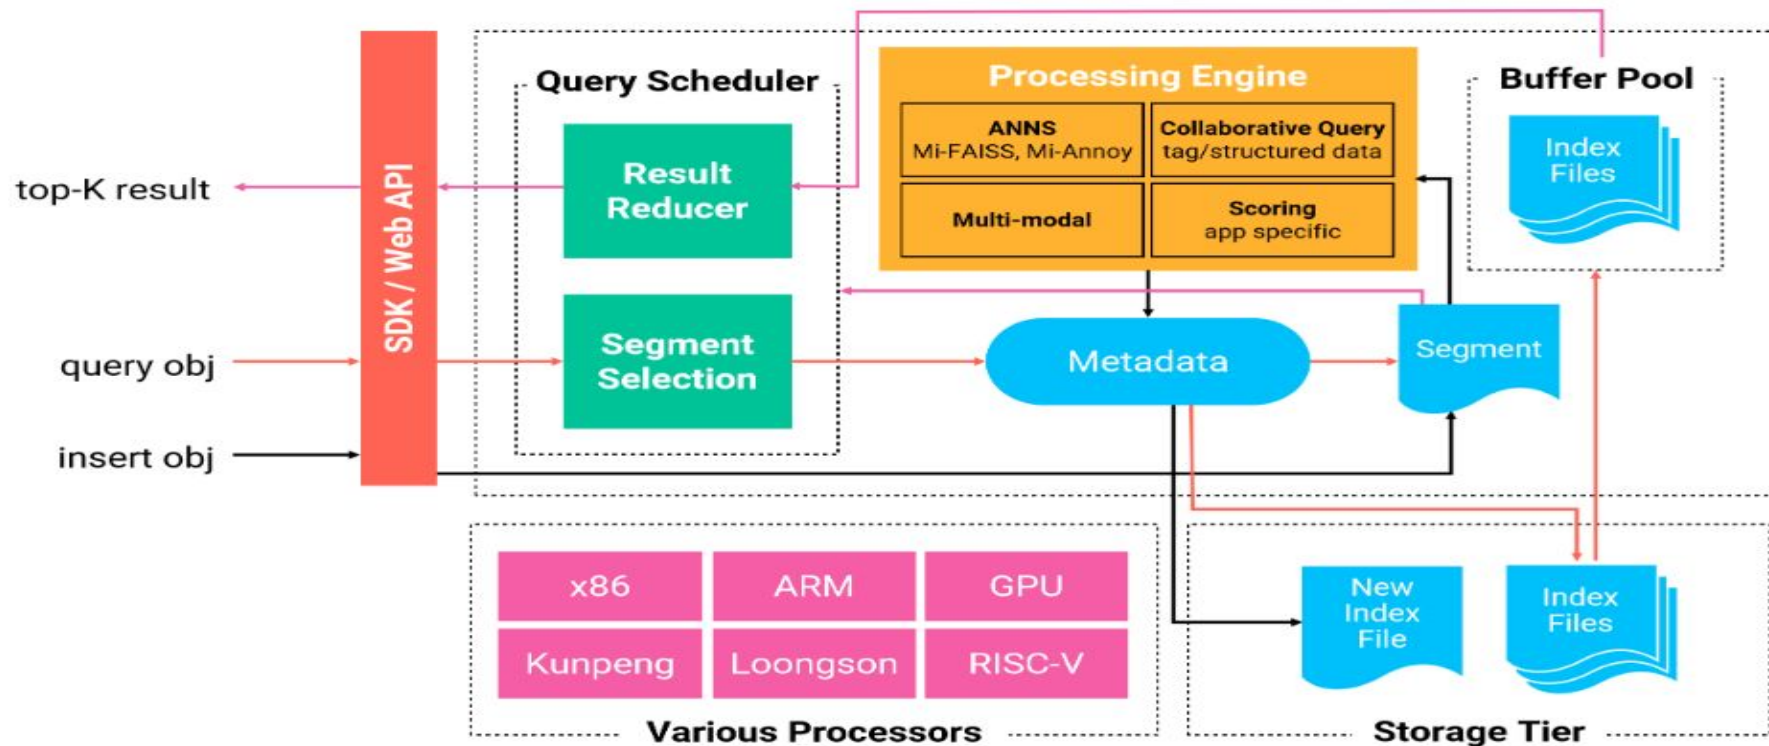 Query Scheduler
Processing Engine
Buffer Pool
ANNS
Mi-FAISS, Mi-Annoy
Collaborative Query
tag/structured data
Multi-modal
Scoring
app specific
Index
Files
top-K result
SDK / Web API
Result
Reducer
query obj
Segment
Selection
Metadata
Segment
insert obj
x86
ARM
GPU
Kunpeng
Loongson
RISC-V
Various Processors
New
Index
File
Index
Files
Storage Tier